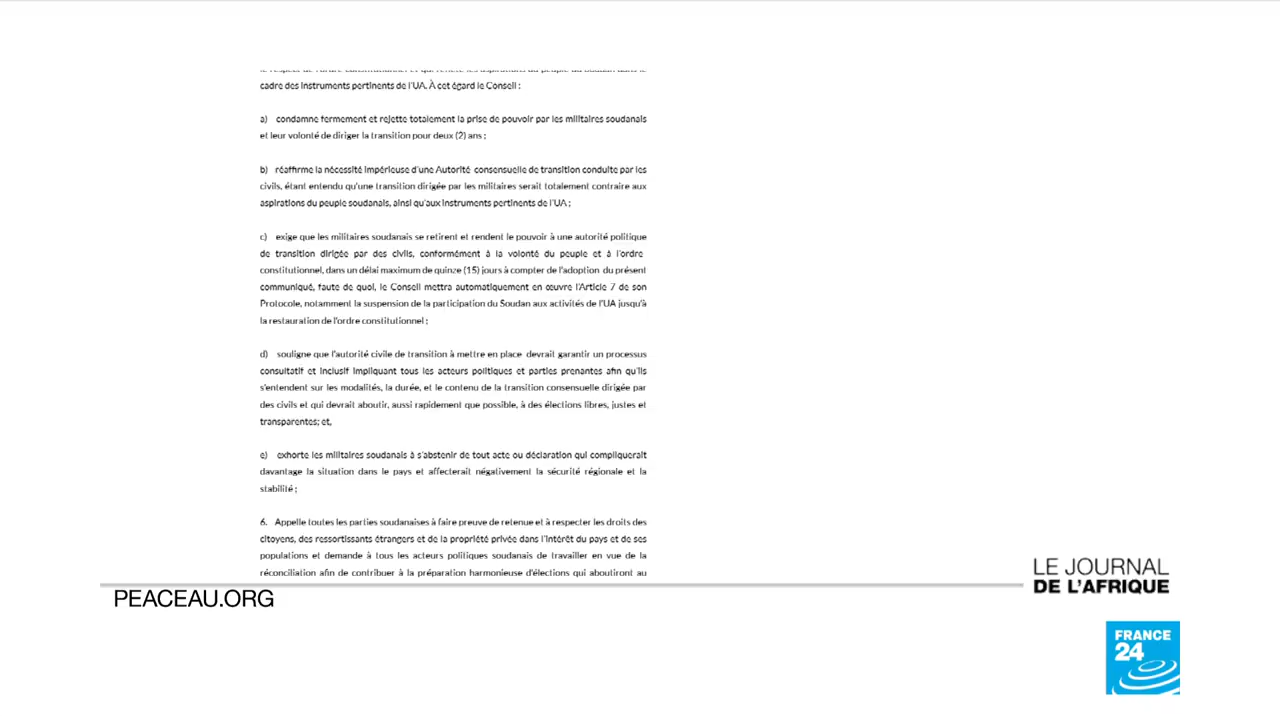 cadre des instruments pertinents de l'UA. À cet égard le Conseil :
a) condamne fermement et rejette totalement la prise de pouvoir par les militaires soudanais
et leur volonté de diriger la transition pour deux (2) ans ;
b) réaffirme la nécessité impérieuse d'une Autorité consensuelle de transition conduite par les
civils, étant entendu qu'une transition dirigée par les militaires serait totalement contraire aux
aspirations du peuple soudanais, ainsi qu'aux instruments pertinents de l'UA ;
c) exige que les militaires soudanais se retirent et rendent le pouvoir à une autorité politique
de transition dirigée par des civils, conformément à la volonté du peuple et à l'ordre
constitutionnel, dans un délai maximum de quinze (15) jours à compter de l'adoption du présent
communiqué, faute de quoi, le Conseil mettra automatiquement en œuvre l'Article 7 de son
Protocole, notamment la suspension de la participation du Soudan aux activités de l'UA jusqu'à
la restauration de l'ordre constitutionnel ;
d) souligne que l'autorité civile de transition à mettre en place devrait garantir un processus
consultatif et inclusif impliquant tous les acteurs politiques et parties prenantes afin qu'ils
s'entendent sur les modalités, la durée, et le contenu de la transition consensuelle dirigée par
des civils et qui devrait aboutir, aussi rapidement que possible, à des élections libres, justes et
transparentes; et,
e) exhorte les militaires soudanais à s'abstenir de tout acte ou déclaration qui compliquerait
davantage la situation dans le pays et affecterait négativement la sécurité régionale et la
stabilité ;
6. Appelle toutes les parties soudanaises à faire preuve de retenue et à respecter les droits des
citoyens, des ressortissants étrangers et de la propriété privée dans l'intérêt du pays et de ses
populations et demande à tous les acteurs politiques soudanais de travailler en vue de la
réconciliation afin de contribuer à la préparation harmonieuse d'élections qui aboutiront au
PEACEAU.ORG
LE JOURNAL
DE L'AFRIQUE
FRANCE
24